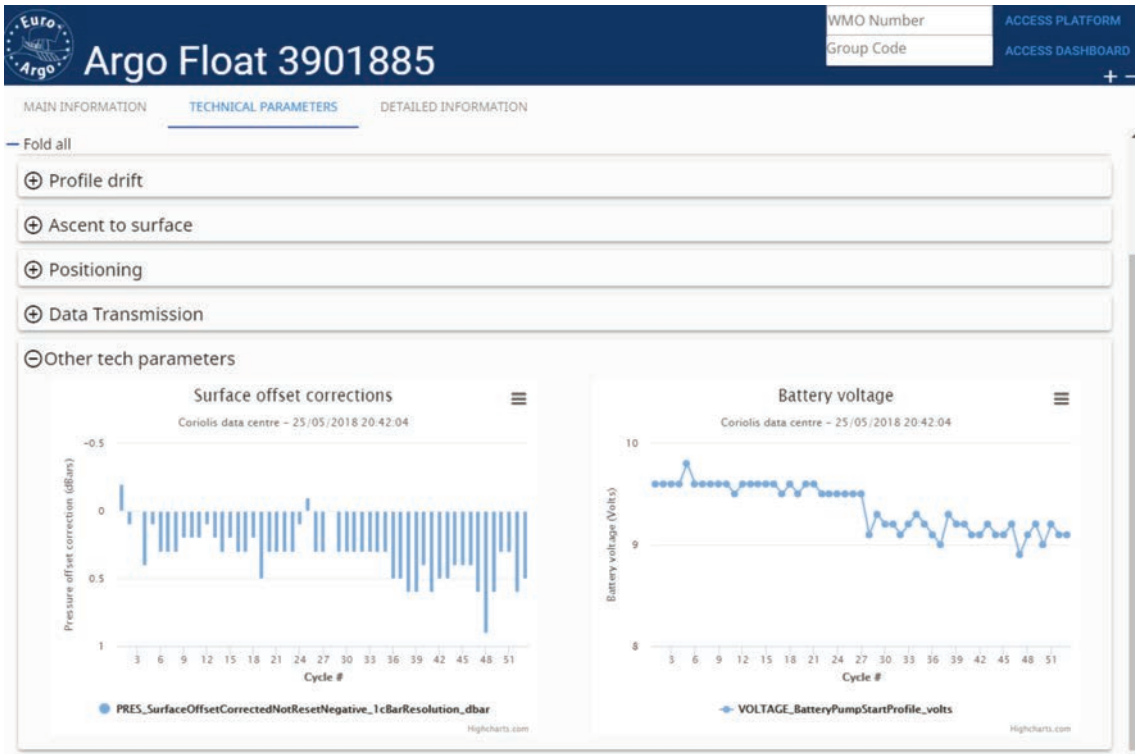 Euro
Argo
Argo Float 3901885
WMO Number
ACCESS PLATFORM
Group Code
ACCESS DASHBOARD
+ −
MAIN INFORMATION TECHNICAL PARAMETERS DETAILED INFORMATION
Fold all
Profile drift
Ascent to surface
Positioning
Data Transmission
Other tech parameters
Surface offset corrections
Coriolis data centre – 25/05/2018 20:42:04
Pressure offset correction (dBars)
-0.5
0
0.5
1
3 6 9 12 15 18 21 24 27 30 33 36 39 42 45 48 51
Cycle #
PRES_SurfaceOffsetCorrectedNotResetNegative_1cBarResolution_dbar
Highcharts.com
Battery voltage
Coriolis data centre – 25/05/2018 20:42:04
Battery voltage (Volts)
10
9
8
3 6 9 12 15 18 21 24 27 30 33 36 39 42 45 48 51
Cycle #
VOLTAGE_BatteryPumpStartProfile_volts
Highcharts.com